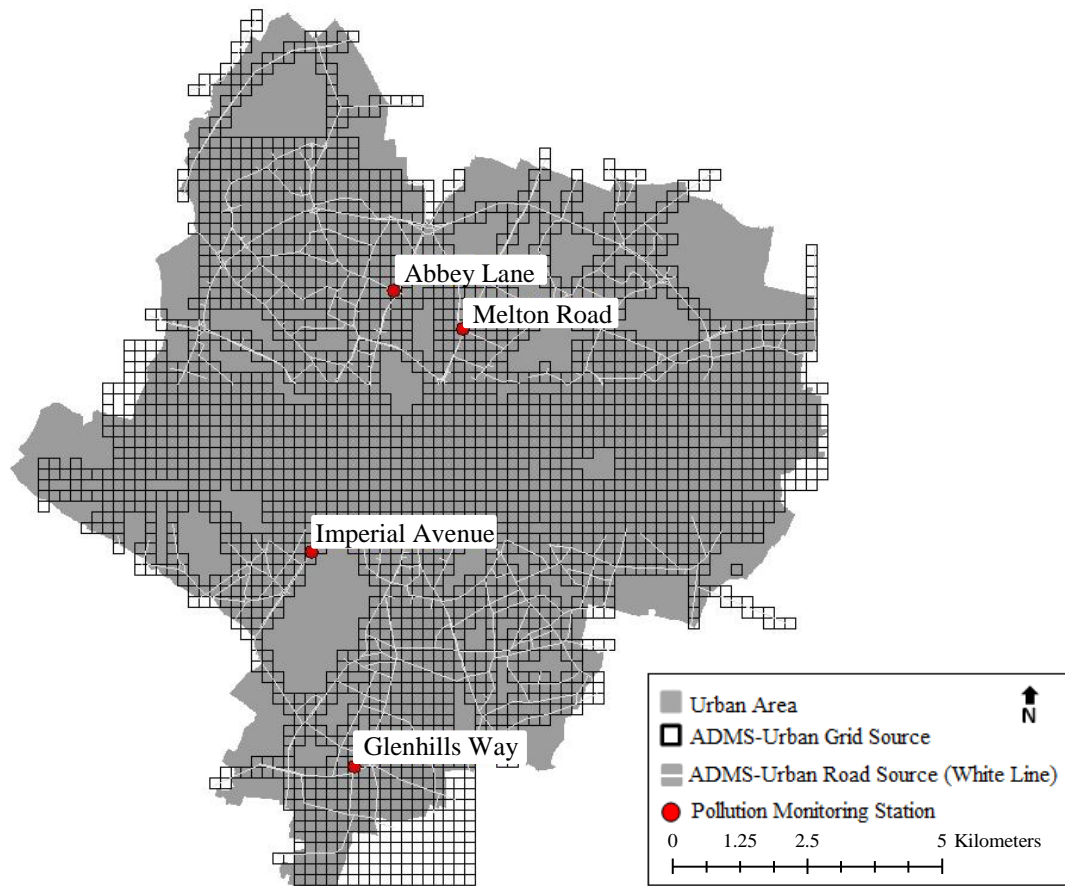 Abbey Lane
Melton Road
Imperial Avenue
Glenhills Way
Urban Area
N
ADMS-Urban Grid Source
ADMS-Urban Road Source (White Line)
Pollution Monitoring Station
0 1.25 2.5 5 Kilometers